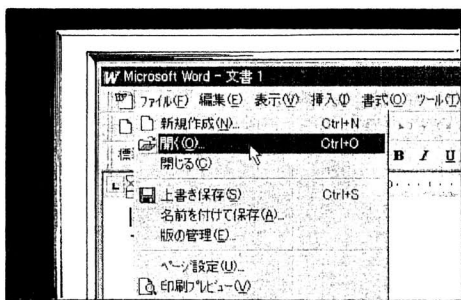 Microsoft Word - 文書 1
ファイル(F) 編集(E) 表示(V) 挿入(I) 書式(O) ツール(T)
新規作成(N)... Ctrl+N
開く(O)... Ctrl+O
閉じる(C)
B I U
上書き保存(S) Ctrl+S
名前を付けて保存(A)...
版の管理(E)...
ページ設定(U)...
印刷プレビュー(V)